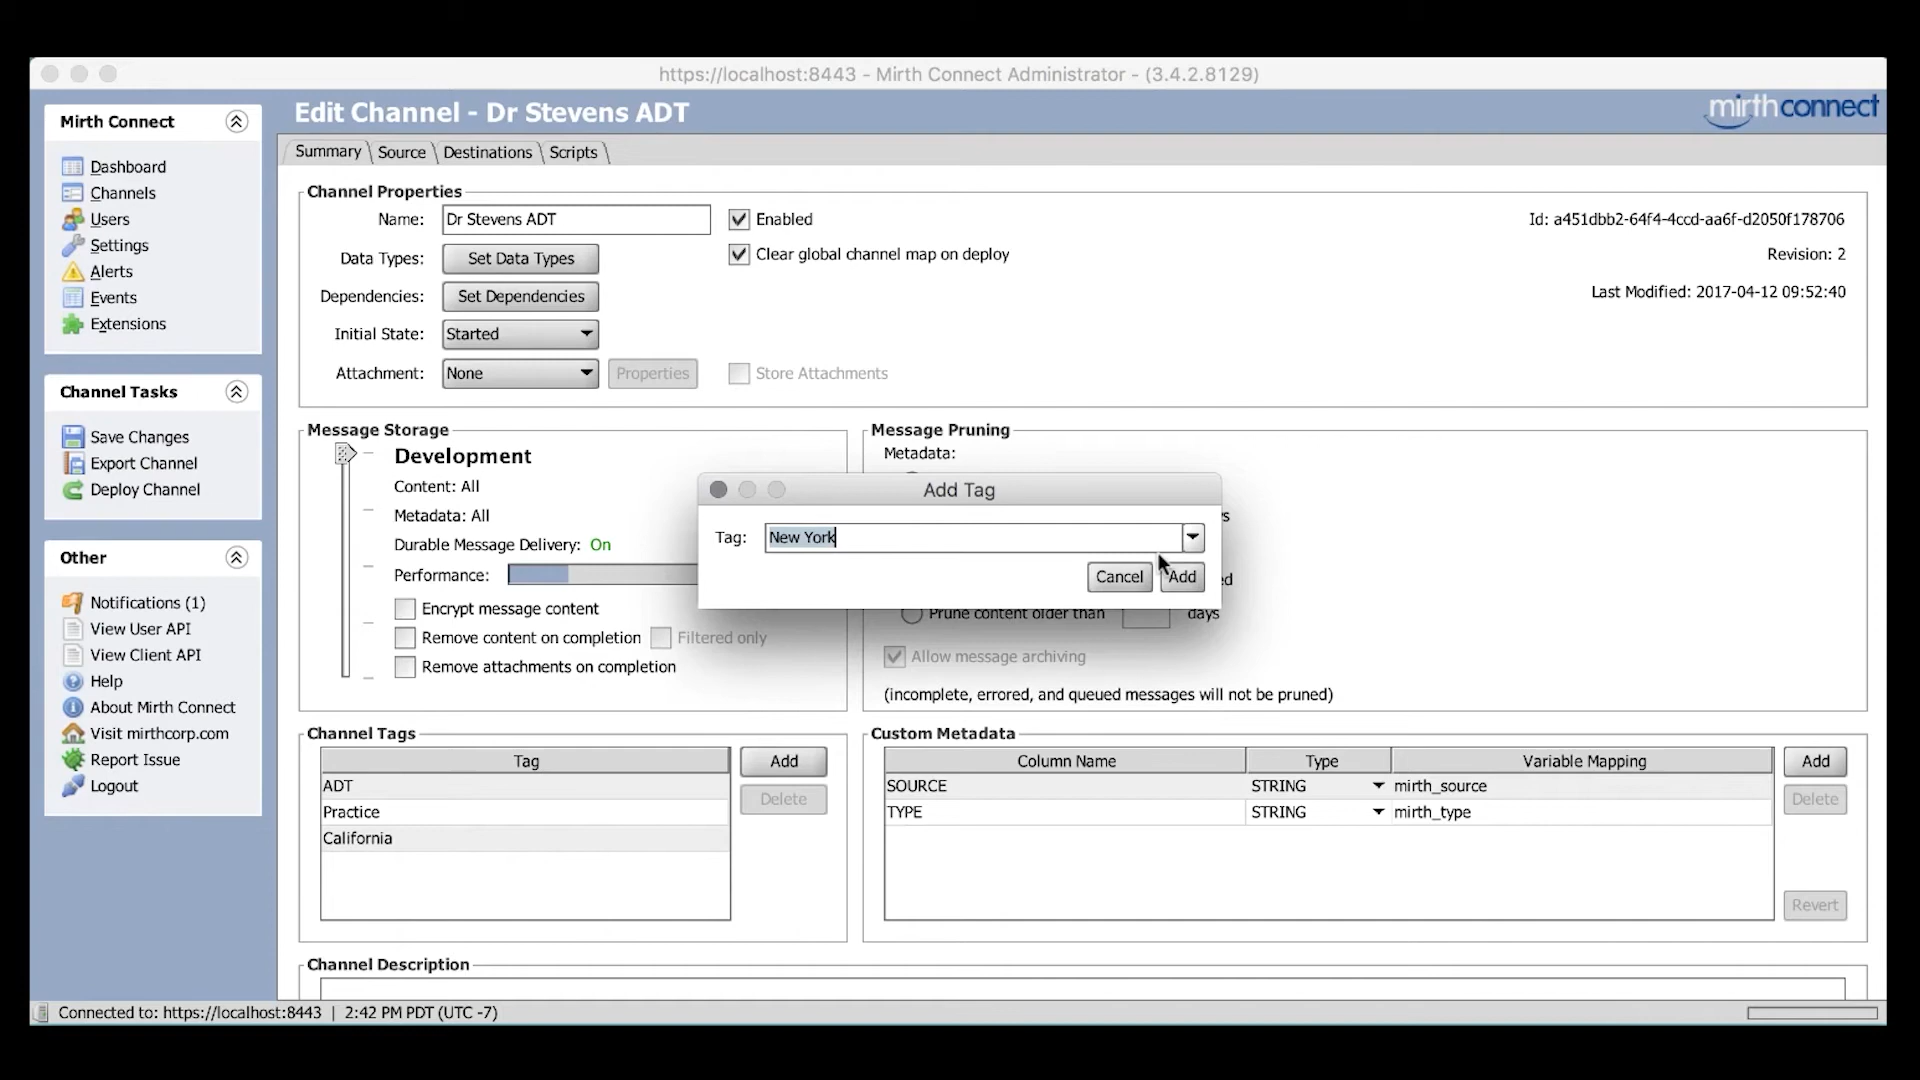 https://localhost:8443 - Mirth Connect Administrator - (3.4.2.8129)
Mirth Connect
Dashboard
Channels
Users
Settings
Alerts
Events
Extensions
Channel Tasks
Save Changes
Export Channel
Deploy Channel
Other
Notifications (1)
View User API
View Client API
Help
About Mirth Connect
Visit mirthcorp.com
Report Issue
Logout
Edit Channel - Dr Stevens ADT
mirthconnect
Summary Source Destinations Scripts
Channel Properties
Name: Dr Stevens ADT Enabled Id: a451dbb2-64f4-4ccd-aa6f-d2050f178706
Data Types: Set Data Types Clear global channel map on deploy Revision: 2
Dependencies: Set Dependencies Last Modified: 2017-04-12 09:52:40
Initial State: Started
Attachment: None Properties Store Attachments
Message Storage
Development
Content: All
Metadata: All
Durable Message Delivery: On
Performance:
Encrypt message content
Remove content on completion Filtered only
Remove attachments on completion
Message Pruning
Metadata:
Add Tag
Tag: New York
Cancel Add
Prune content older than days
Allow message archiving
(incomplete, errored, and queued messages will not be pruned)
Channel Tags
Tag Add
ADT Delete
Practice
California
Custom Metadata
Column Name Type Variable Mapping Add
SOURCE STRING mirth_source Delete
TYPE STRING mirth_type
Revert
Channel Description
Connected to: https://localhost:8443 | 2:42 PM PDT (UTC -7)